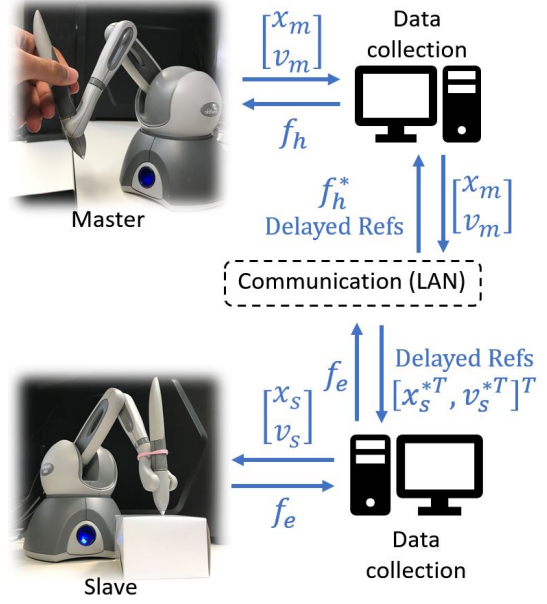 [x_m v_m]
Data
collection
f_h
Master
f_h^*
Delayed Refs
[x_m v_m]
Communication (LAN)
f_e
Delayed Refs
[x_s^{*T}, v_s^{*T}]^T
[x_s v_s]
f_e
Data
collection
Slave